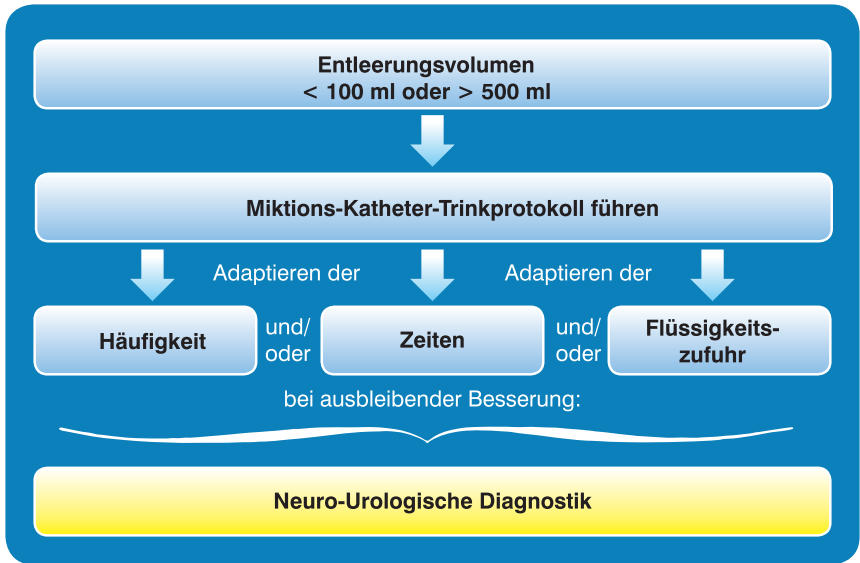 Entleerungsvolumen
< 100 ml oder > 500 ml
Miktions-Katheter-Trinkprotokoll führen
Adaptieren der
Adaptieren der
Häufigkeit
und/
oder
Zeiten
und/
oder
Flüssigkeits-
zufuhr
bei ausbleibender Besserung:
Neuro-Urologische Diagnostik